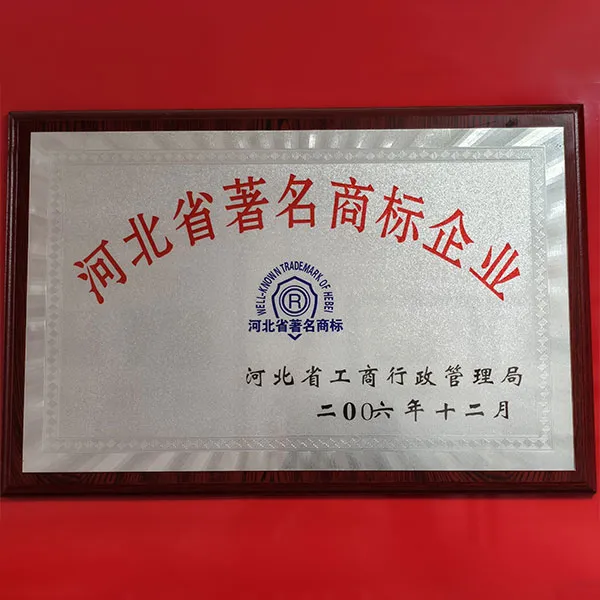 河北省著名商标企业
WELL-KNOWN TRADEMARK OF HEBEI
R
河北省著名商标
河北省工商行政管理局
二00六年十二月